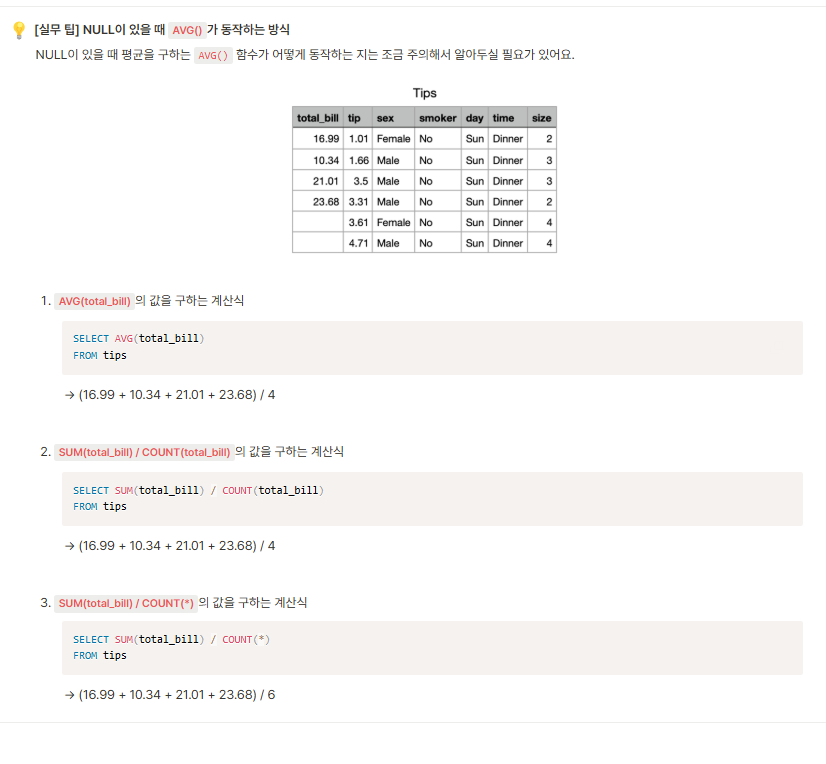 💡 [실무 팁] NULL이 있을 때 AVG() 가 동작하는 방식
NULL이 있을 때 평균을 구하는 AVG() 함수가 어떻게 동작하는 지는 조금 주의해서 알아두실 필요가 있어요.
Tips
total_bill tip sex smoker day time size
16.99 1.01 Female No Sun Dinner 2
10.34 1.66 Male No Sun Dinner 3
21.01 3.5 Male No Sun Dinner 3
23.68 3.31 Male No Sun Dinner 2
3.61 Female No Sun Dinner 4
4.71 Male No Sun Dinner 4
1. AVG(total_bill) 의 값을 구하는 계산식
SELECT AVG(total_bill)
FROM tips
→ (16.99 + 10.34 + 21.01 + 23.68) / 4
2. SUM(total_bill) / COUNT(total_bill) 의 값을 구하는 계산식
SELECT SUM(total_bill) / COUNT(total_bill)
FROM tips
→ (16.99 + 10.34 + 21.01 + 23.68) / 4
3. SUM(total_bill) / COUNT(*) 의 값을 구하는 계산식
SELECT SUM(total_bill) / COUNT(*)
FROM tips
→ (16.99 + 10.34 + 21.01 + 23.68) / 6